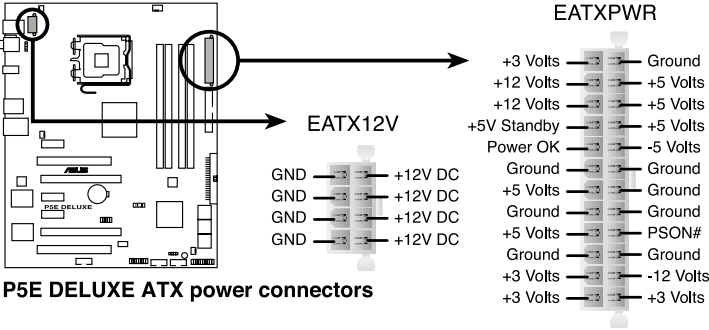 EATXPWR
+3 Volts Ground
+12 Volts +5 Volts
+12 Volts +5 Volts
+5V Standby +5 Volts
Power OK -5 Volts
Ground Ground
+5 Volts Ground
Ground Ground
+5 Volts PSON#
Ground Ground
+3 Volts -12 Volts
+3 Volts +3 Volts
EATX12V
GND +12V DC
GND +12V DC
GND +12V DC
GND +12V DC
ASUS
P5E DELUXE
P5E DELUXE ATX power connectors